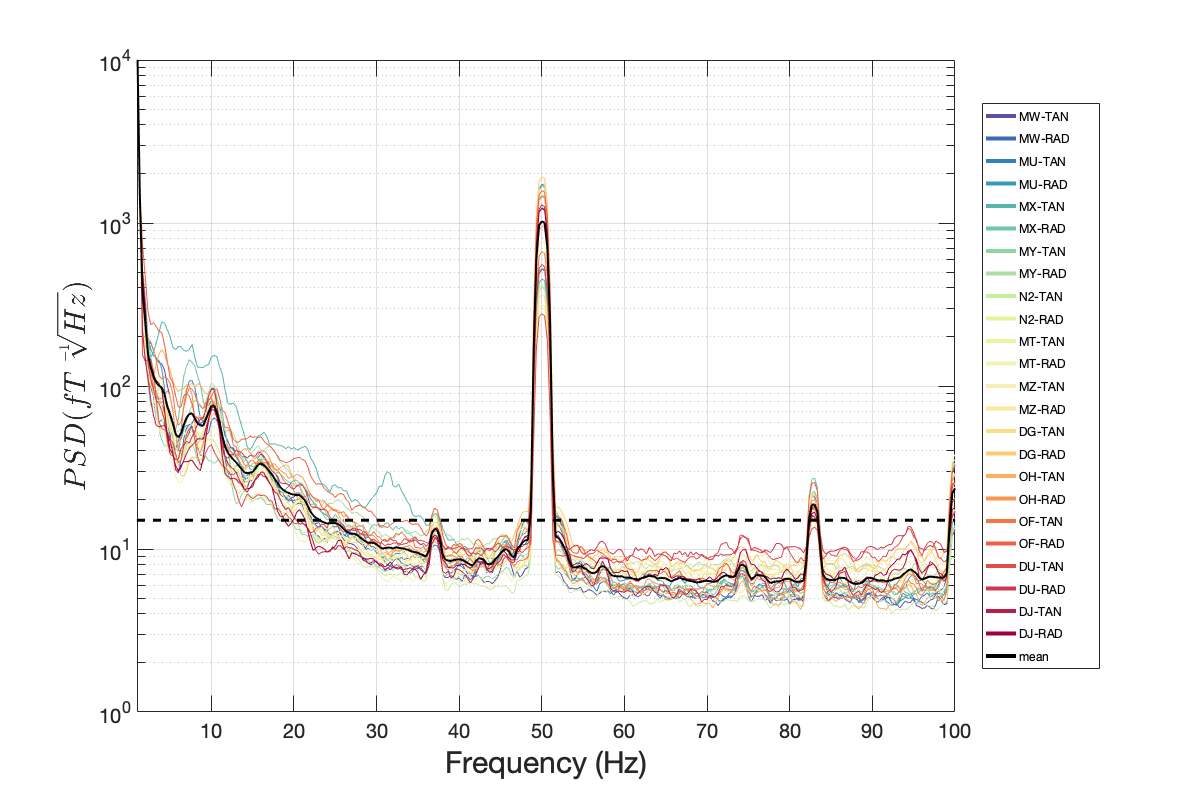 10^4
10^3
10^2
10^1
10^0
PSD(fT ^{-1}√Hz)
10 20 30 40 50 60 70 80 90 100
Frequency (Hz)
MW-TAN
MW-RAD
MU-TAN
MU-RAD
MX-TAN
MX-RAD
MY-TAN
MY-RAD
N2-TAN
N2-RAD
MT-TAN
MT-RAD
MZ-TAN
MZ-RAD
DG-TAN
DG-RAD
OH-TAN
OH-RAD
OF-TAN
OF-RAD
DU-TAN
DU-RAD
DJ-TAN
DJ-RAD
mean